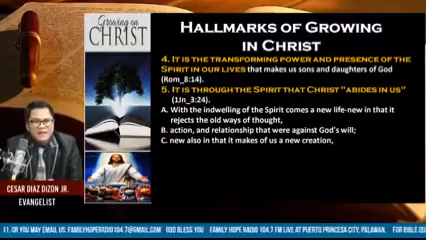 Growing on
CHRIST
HALLMARKS OF GROWING
IN CHRIST
4. IT IS THE TRANSFORMING POWER AND PRESENCE OF THE
SPIRIT IN OUR LIVES that makes us sons and daughters of God
(Rom_8:14).
5. IT IS THROUGH THE SPIRIT THAT CHRIST "ABIDES IN US"
(1Jn_3:24).
A. With the indwelling of the Spirit comes a new life-new in that it
rejects the old ways of thought,
B. action, and relationship that were against God's will;
C. new also in that it makes of us a new creation,
CESAR DIAZ DIZON JR.
EVANGELIST
11, OR YOU MAY EMAIL US: FAMILYHOPERADIO104.7@GMAIL.COM GOD BLESS YOU FAMILY HOPE RADIO 104.7 FM LIVE AT PUERTO PRINCESA CITY, PALAWAN. FOR BIBLE